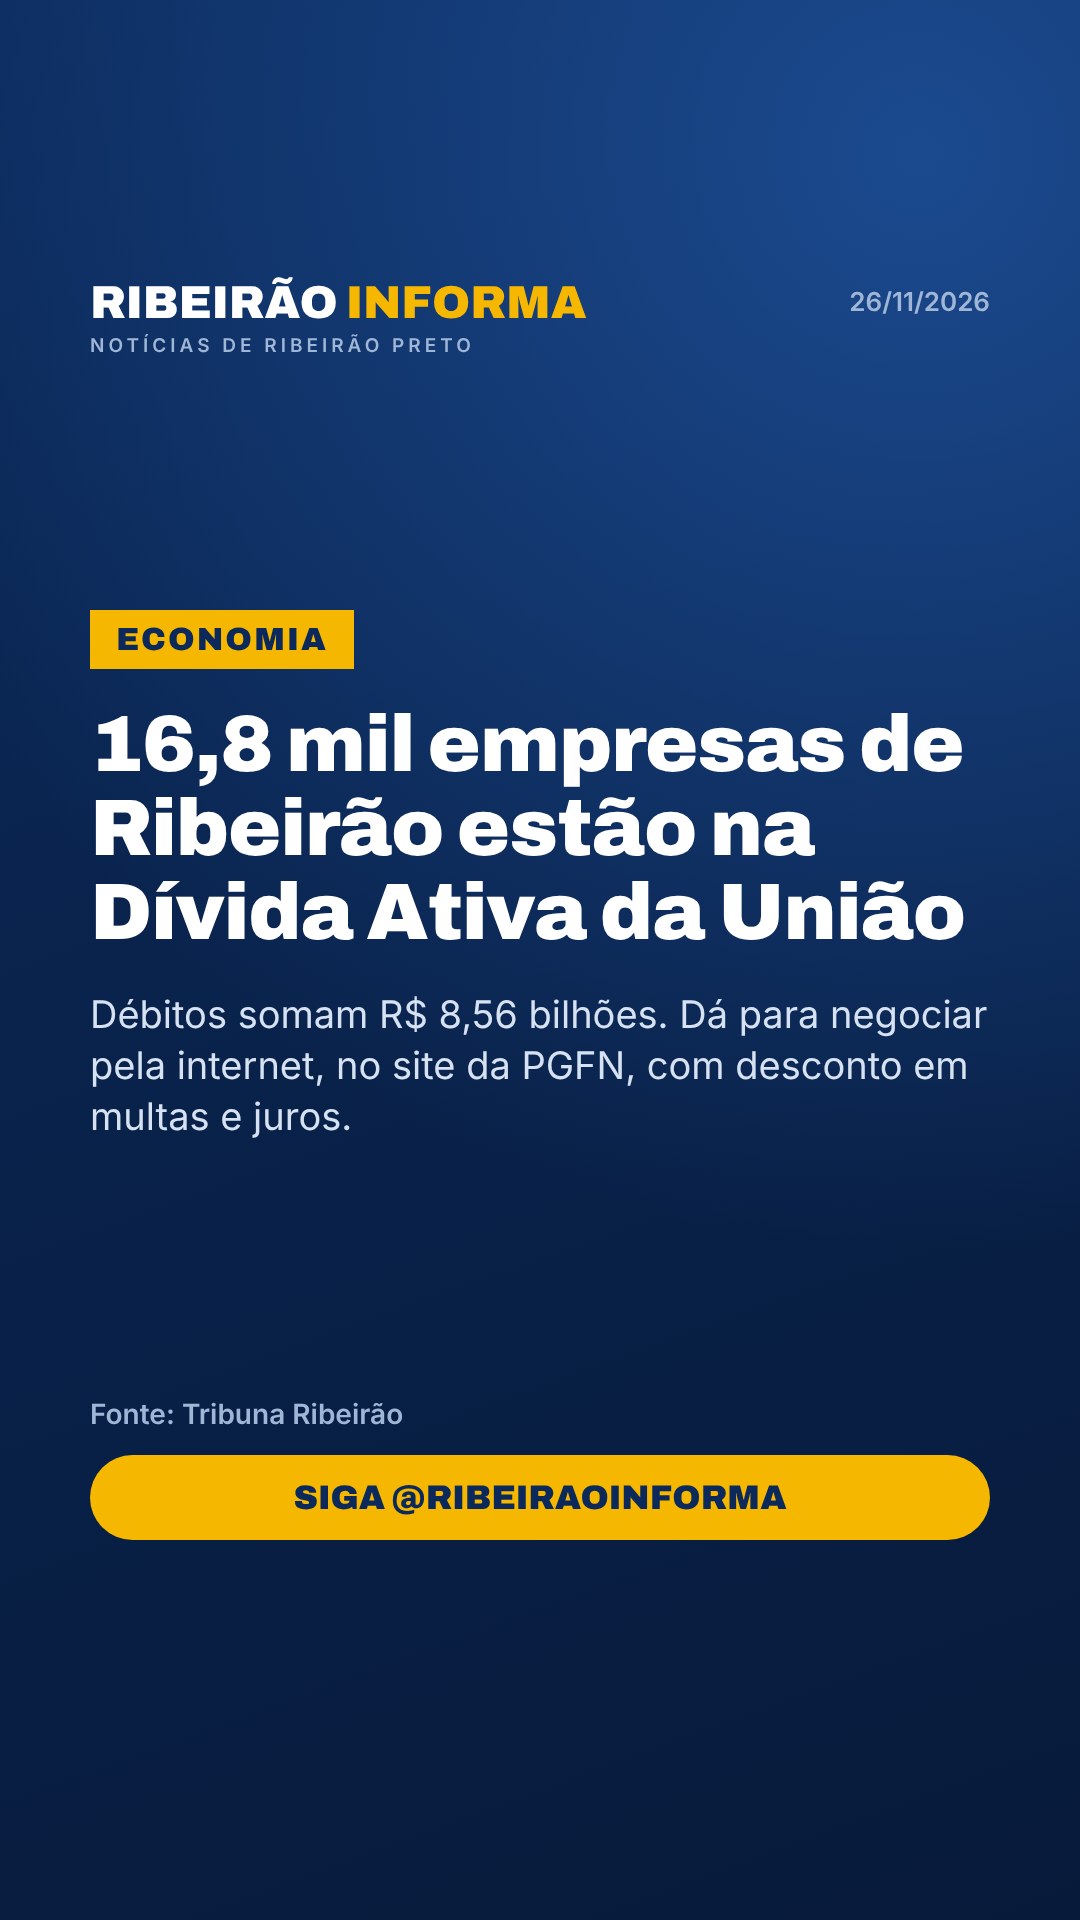 RIBEIRÃO INFORMA
26/11/2026
NOTÍCIAS DE RIBEIRÃO PRETO
ECONOMIA
16,8 mil empresas de
Ribeirão estão na
Dívida Ativa da União
Débitos somam R$ 8,56 bilhões. Dá para negociar
pela internet, no site da PGFN, com desconto em
multas e juros.
Fonte: Tribuna Ribeirão
SIGA @RIBEIRAOINFORMA